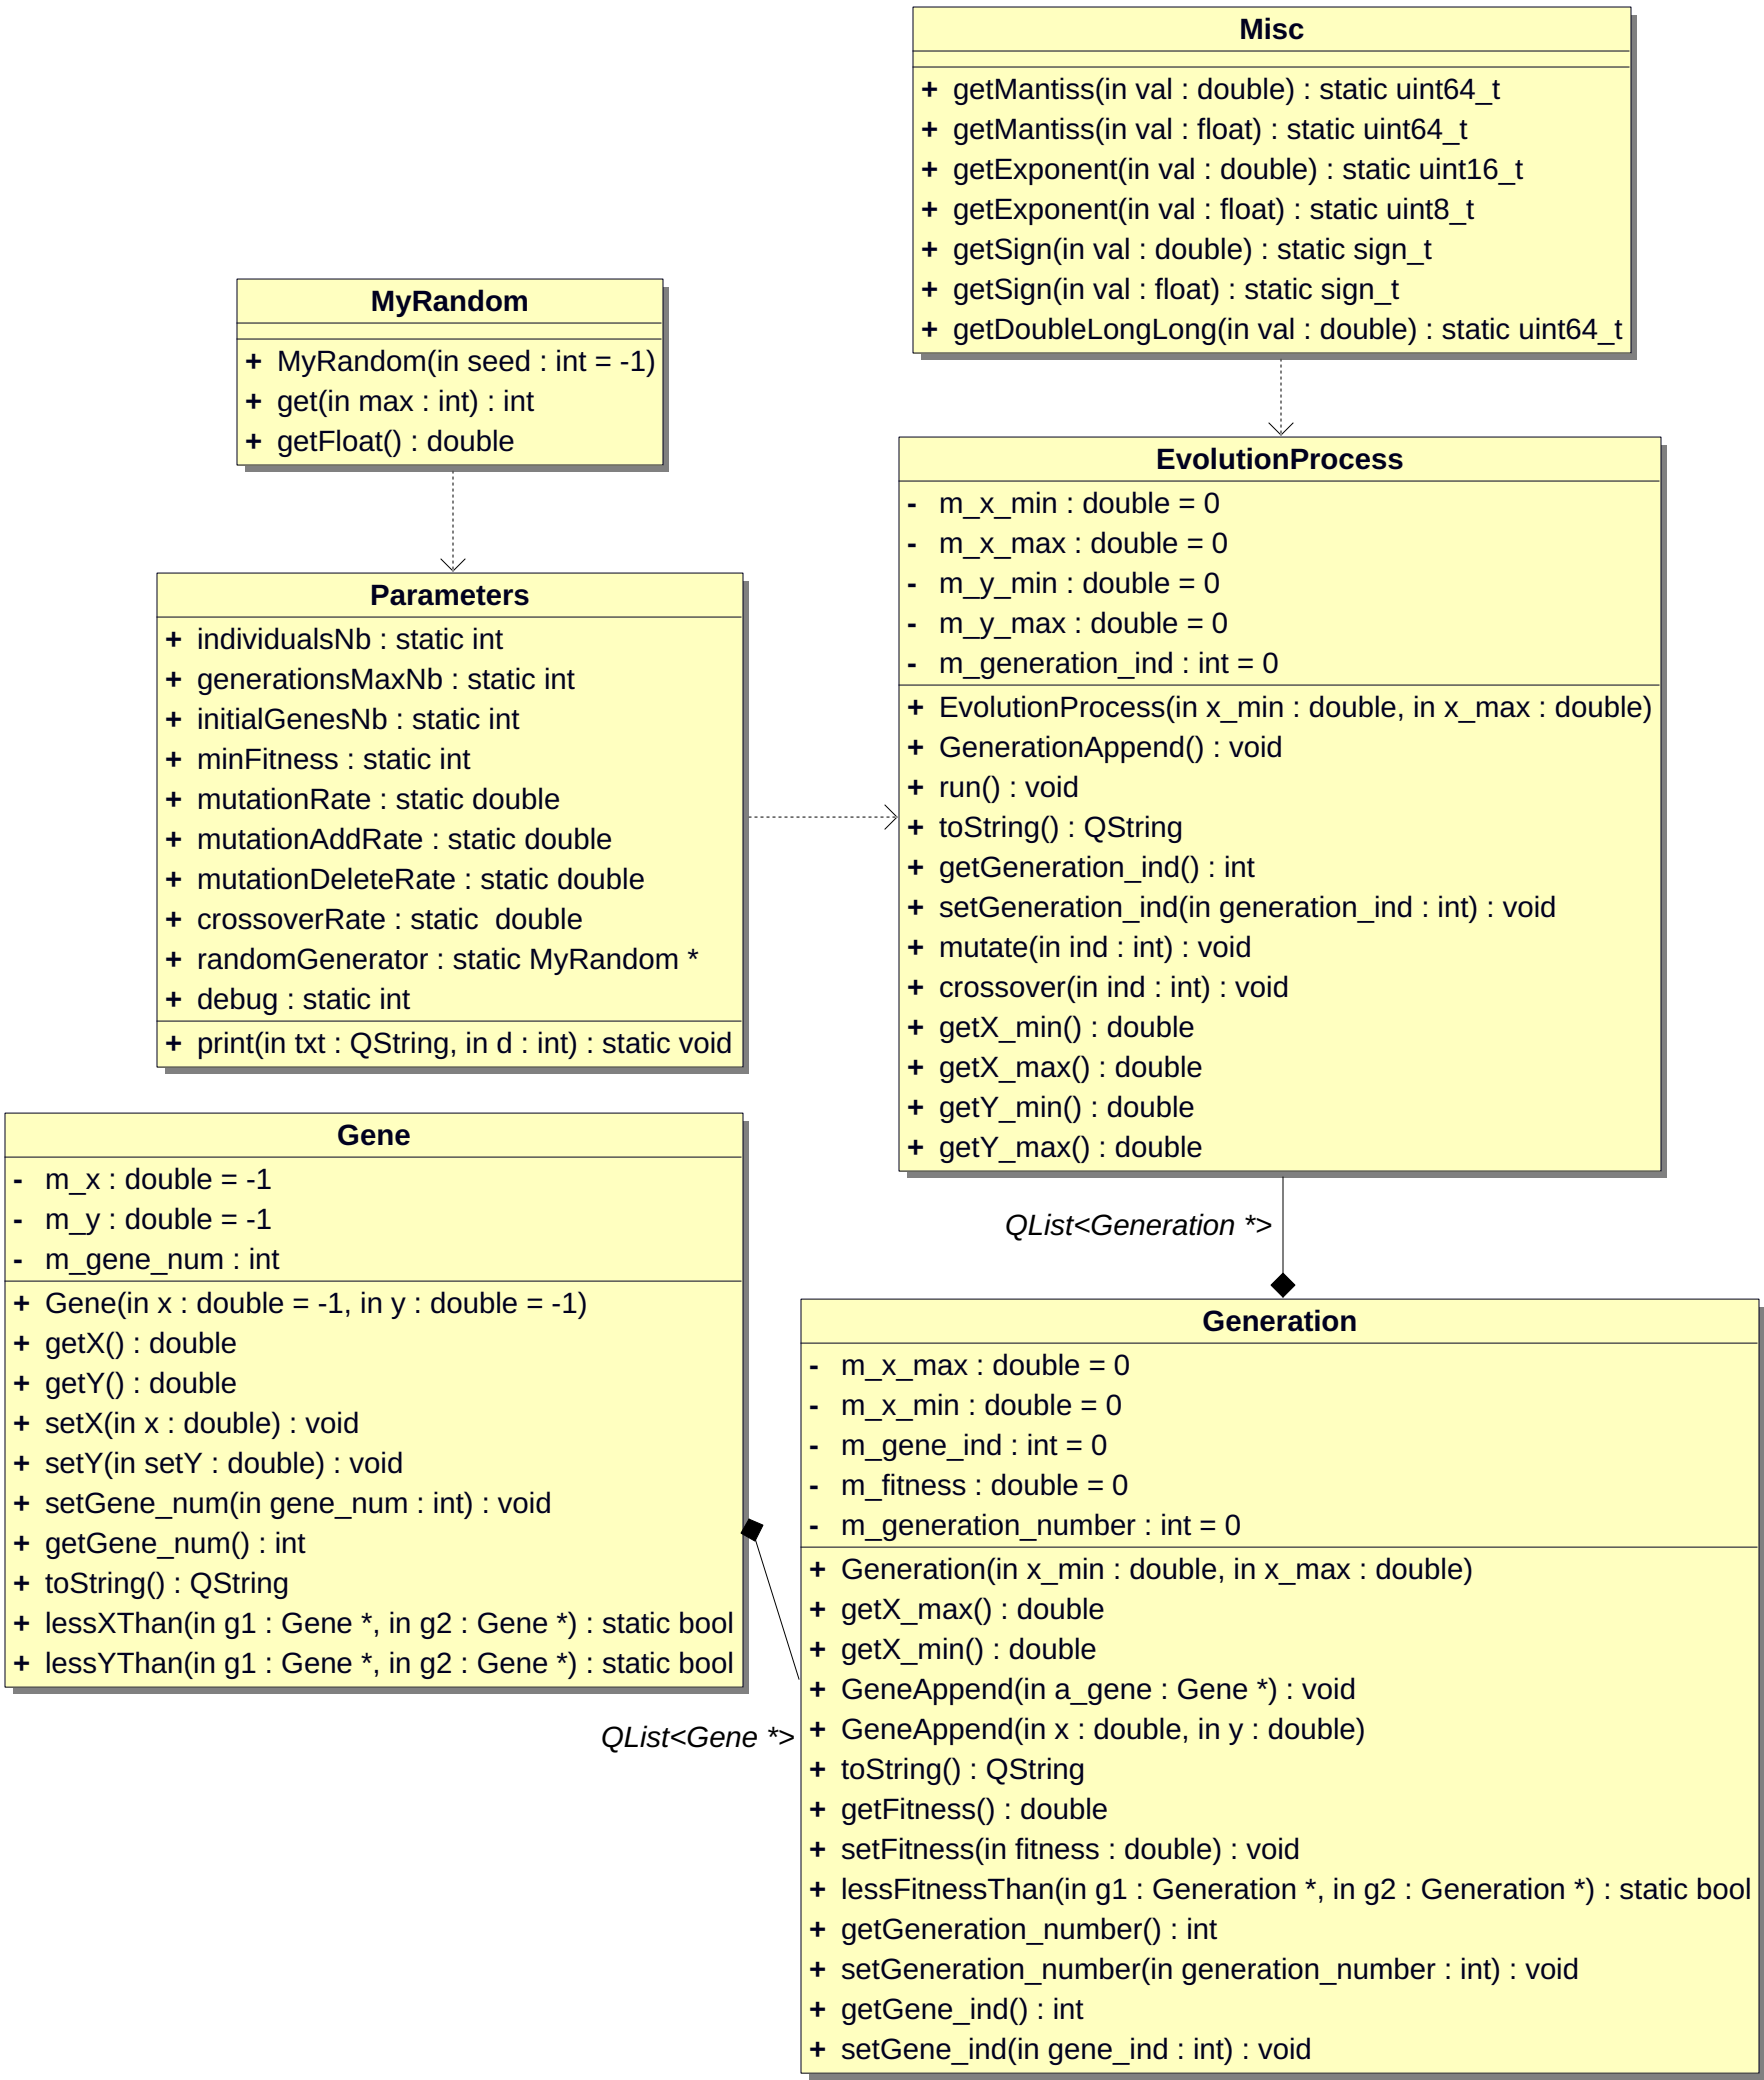 Misc
+ getMantiss(in val : double) : static uint64_t
+ getMantiss(in val : float) : static uint64_t
+ getExponent(in val : double) : static uint16_t
+ getExponent(in val : float) : static uint8_t
+ getSign(in val : double) : static sign_t
+ getSign(in val : float) : static sign_t
+ getDoubleLongLong(in val : double) : static uint64_t
MyRandom
+ MyRandom(in seed : int = -1)
+ get(in max : int) : int
+ getFloat() : double
EvolutionProcess
- m_x_min : double = 0
- m_x_max : double = 0
- m_y_min : double = 0
- m_y_max : double = 0
- m_generation_ind : int = 0
+ EvolutionProcess(in x_min : double, in x_max : double)
+ GenerationAppend() : void
+ run() : void
+ toString() : QString
+ getGeneration_ind() : int
+ setGeneration_ind(in generation_ind : int) : void
+ mutate(in ind : int) : void
+ crossover(in ind : int) : void
+ getX_min() : double
+ getX_max() : double
+ getY_min() : double
+ getY_max() : double
Parameters
+ individualsNb : static int
+ generationsMaxNb : static int
+ initialGenesNb : static int
+ minFitness : static int
+ mutationRate : static double
+ mutationAddRate : static double
+ mutationDeleteRate : static double
+ crossoverRate : static  double
+ randomGenerator : static MyRandom *
+ debug : static int
+ print(in txt : QString, in d : int) : static void
Gene
- m_x : double = -1
- m_y : double = -1
- m_gene_num : int
+ Gene(in x : double = -1, in y : double = -1)
+ getX() : double
+ getY() : double
+ setX(in x : double) : void
+ setY(in setY : double) : void
+ setGene_num(in gene_num : int) : void
+ getGene_num() : int
+ toString() : QString
+ lessXThan(in g1 : Gene *, in g2 : Gene *) : static bool
+ lessYThan(in g1 : Gene *, in g2 : Gene *) : static bool
QList<Generation *>
QList<Gene *>
Generation
- m_x_max : double = 0
- m_x_min : double = 0
- m_gene_ind : int = 0
- m_fitness : double = 0
- m_generation_number : int = 0
+ Generation(in x_min : double, in x_max : double)
+ getX_max() : double
+ getX_min() : double
+ GeneAppend(in a_gene : Gene *) : void
+ GeneAppend(in x : double, in y : double)
+ toString() : QString
+ getFitness() : double
+ setFitness(in fitness : double) : void
+ lessFitnessThan(in g1 : Generation *, in g2 : Generation *) : static bool
+ getGeneration_number() : int
+ setGeneration_number(in generation_number : int) : void
+ getGene_ind() : int
+ setGene_ind(in gene_ind : int) : void